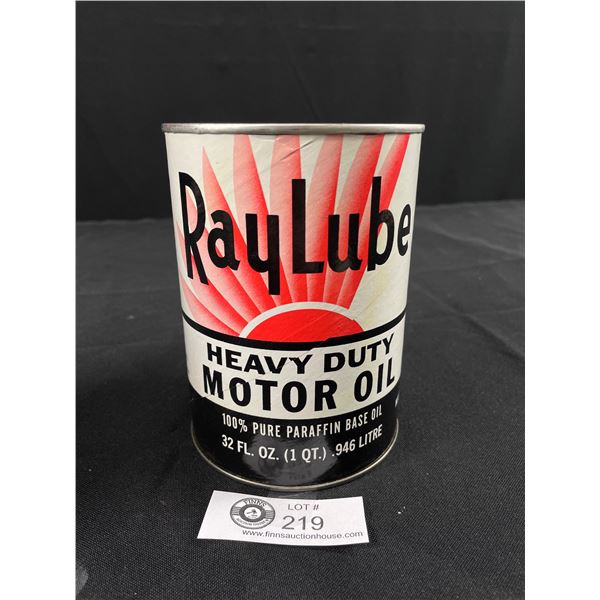 RayLube
HEAVY DUTY
MOTOR OIL
100% PURE PARAFFIN BASE OIL
32 FL. OZ. (1 QT.) .946 LITRE
FINNS
LOT #
219
www.finnsauctionhouse.com